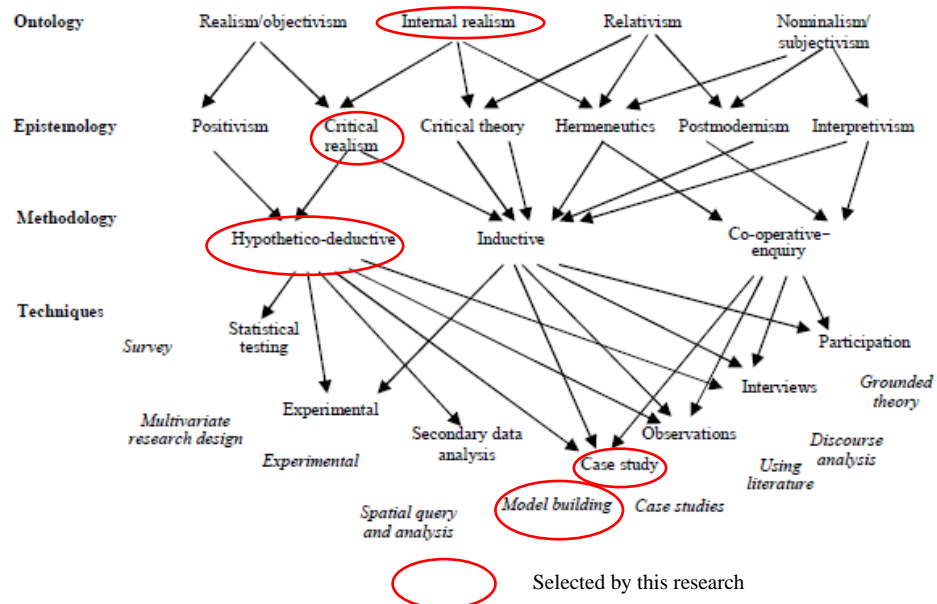 Ontology Realism/objectivism Internal realism Relativism Nominalism/
subjectivism
Epistemology Positivism Critical Critical theory Hermeneutics Postmodernism Interpretivism
realism
Methodology
Hypothetico-deductive Inductive Co-operative–
enquiry
Techniques
Statistical
testing
Survey
Participation
Interviews
Grounded
theory
Experimental
Multivariate
research design
Secondary data
analysis
Observations
Discourse
analysis
Experimental
Case study
Using
literature
Model building
Case studies
Spatial query
and analysis
Selected by this research